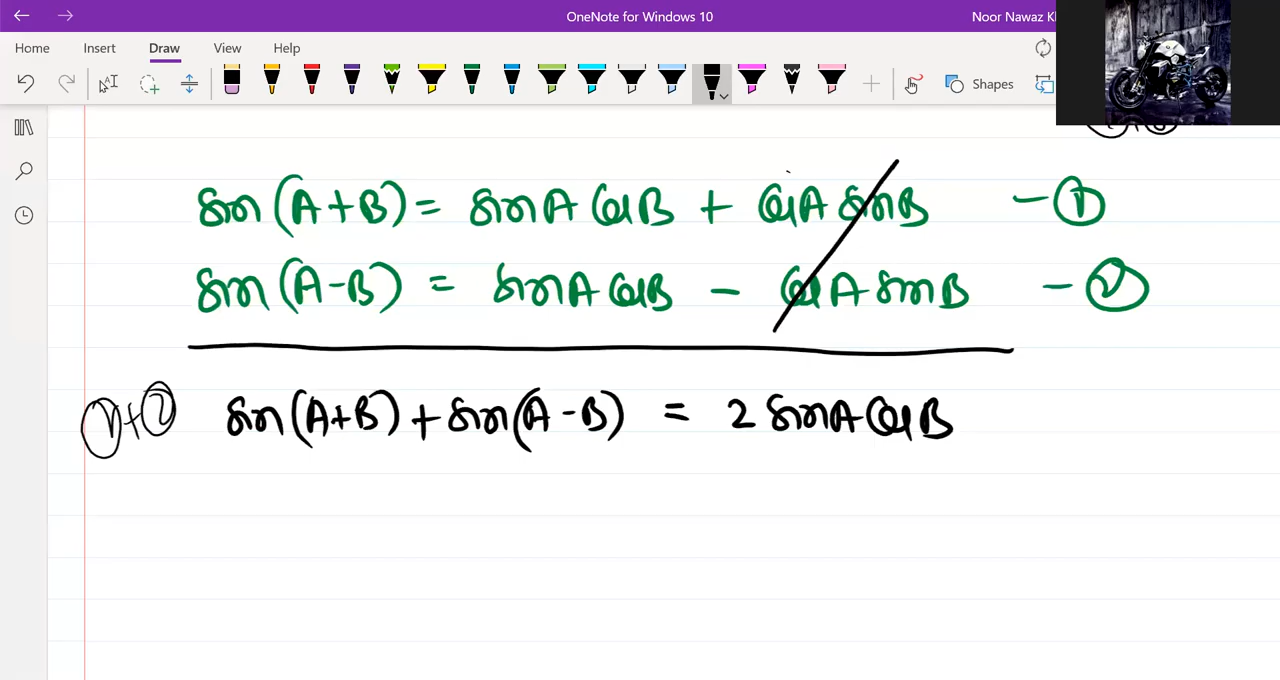 OneNote for Windows 10
Noor Nawaz Kh
Home Insert Draw View Help
Shapes
sin(A+B) = sinA cosB + cosA sinB - ①
sin(A-B) = sinA cosB - cosA sinB - ②
①+② sin(A+B)+sin(A-B) = 2 sinA cosB